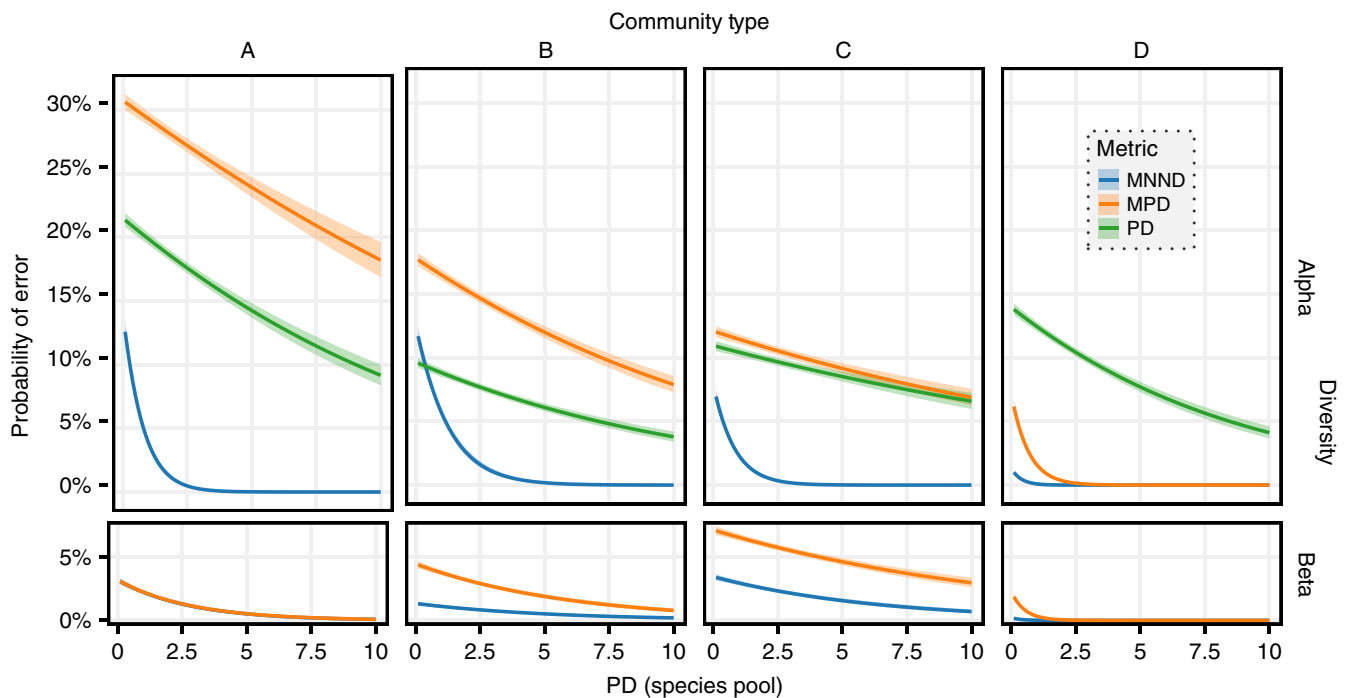 Community type
A B C D
30%
25%
20%
15%
10%
5%
0%
Probability of error
Metric
MNND
MPD
PD
Alpha
Diversity
Beta
5%
0%
0 2.5 5 7.5 10 0 2.5 5 7.5 10 0 2.5 5 7.5 10 0 2.5 5 7.5 10
PD (species pool)